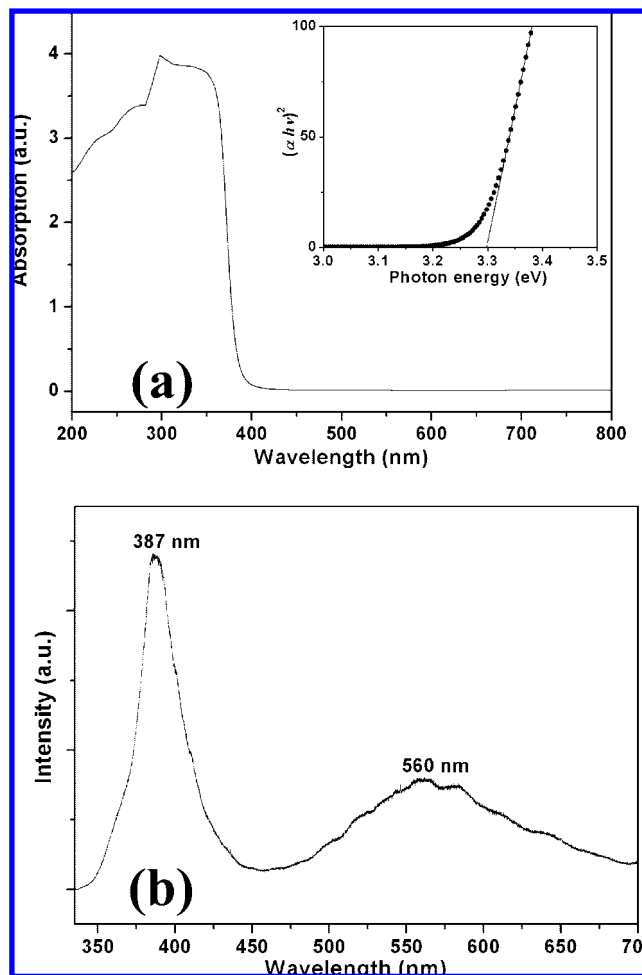 4
3
2
1
0
Absorption (a.u.)
100
50
0
(α hν)²
3.0 3.1 3.2 3.3 3.4 3.5
Photon energy (eV)
(a)
200 300 400 500 600 700 800
Wavelength (nm)
387 nm
560 nm
Intensity (a.u.)
(b)
350 400 450 500 550 600 650 70
Wavelength (nm)